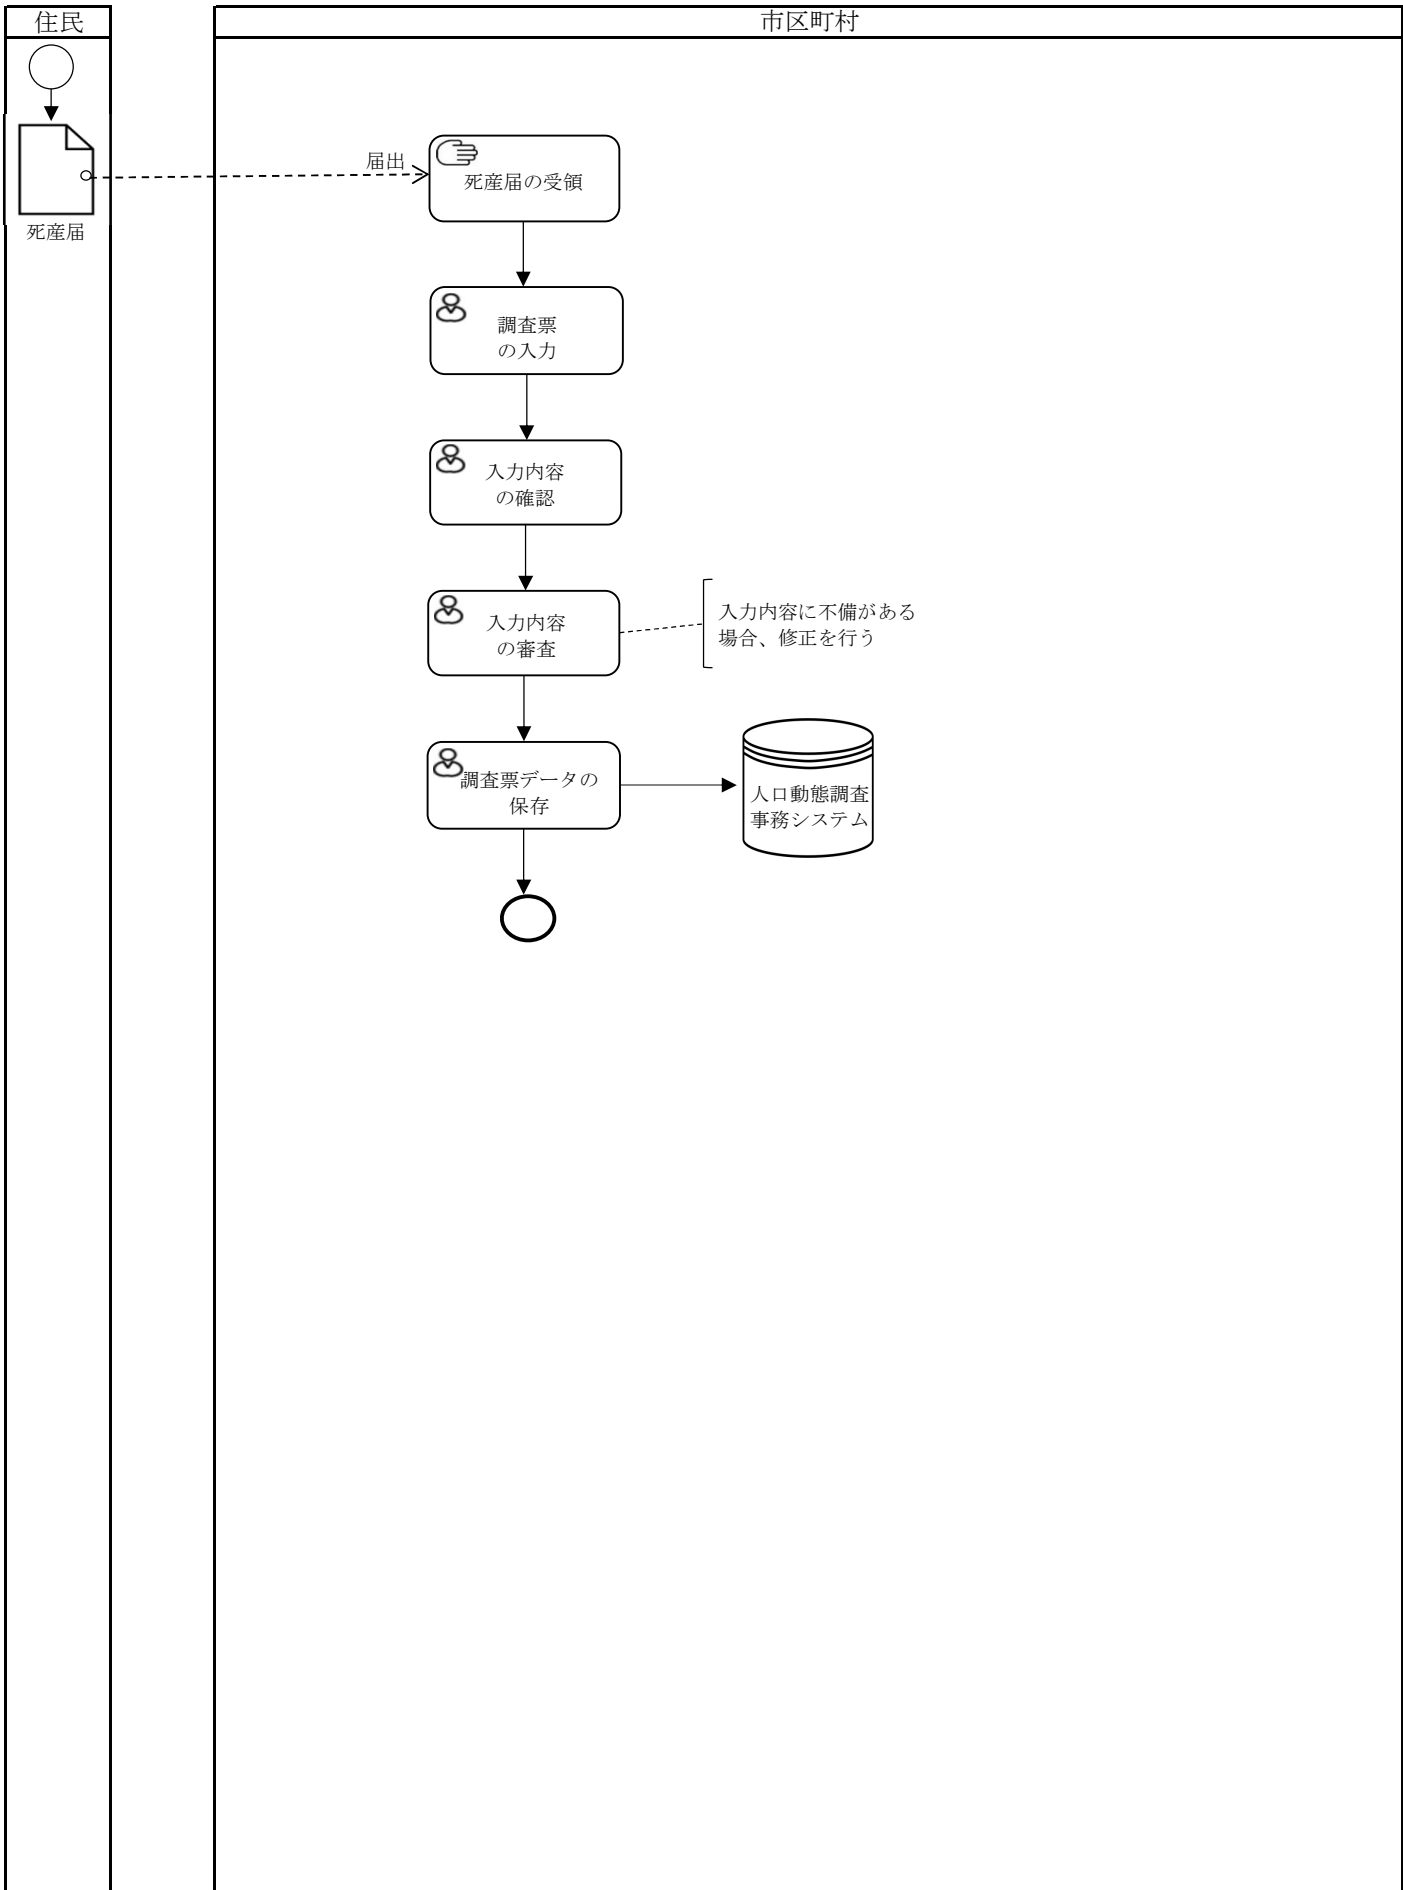 住民
市区町村
届出
死産届の受領
死産届
調査票
の入力
入力内容
の確認
入力内容
の審査
入力内容に不備がある
場合、修正を行う
調査票データの
保存
人口動態調査
事務システム